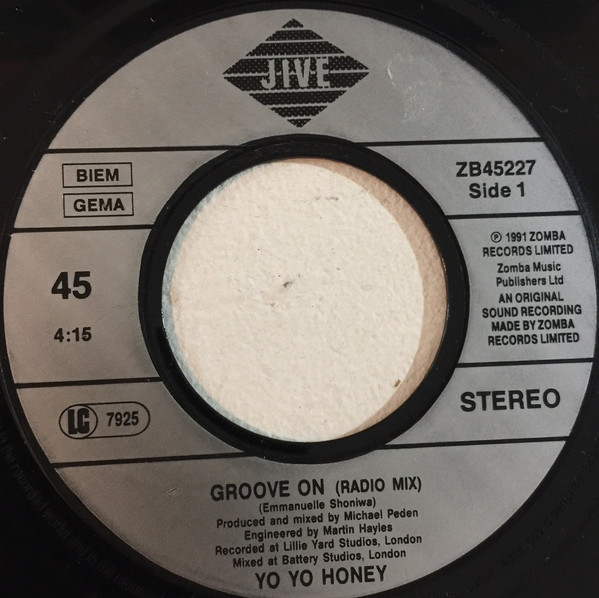 JIVE
BIEM
GEMA
45
4:15
LC 7925
ZB45227
Side 1
℗ 1991 ZOMBA
RECORDS LIMITED
Zomba Music
Publishers Ltd
AN ORIGINAL
SOUND RECORDING
MADE BY ZOMBA
RECORDS LIMITED
STEREO
GROOVE ON (RADIO MIX)
(Emmanuelle Shoniwa)
Produced and mixed by Michael Peden
Engineered by Martin Hayles
Recorded at Lillie Yard Studios, London
Mixed at Battery Studios, London
YO YO HONEY